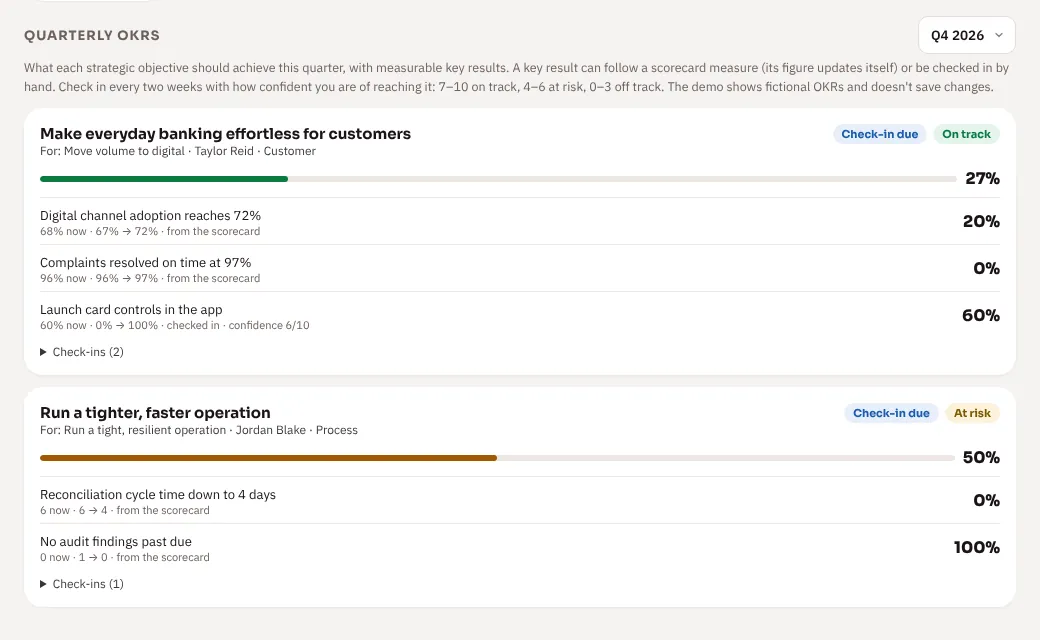 QUARTERLY OKRS
Q4 2026
What each strategic objective should achieve this quarter, with measurable key results. A key result can follow a scorecard measure (its figure updates itself) or be checked in by
hand. Check in every two weeks with how confident you are of reaching it: 7–10 on track, 4–6 at risk, 0–3 off track. The demo shows fictional OKRs and doesn't save changes.
Make everyday banking effortless for customers
Check-in due
On track
For: Move volume to digital · Taylor Reid · Customer
27%
Digital channel adoption reaches 72%
68% now · 67% → 72% · from the scorecard
20%
Complaints resolved on time at 97%
96% now · 96% → 97% · from the scorecard
0%
Launch card controls in the app
60% now · 0% → 100% · checked in · confidence 6/10
60%
Check-ins (2)
Run a tighter, faster operation
Check-in due
At risk
For: Run a tight, resilient operation · Jordan Blake · Process
50%
Reconciliation cycle time down to 4 days
6 now · 6 → 4 · from the scorecard
0%
No audit findings past due
0 now · 1 → 0 · from the scorecard
100%
Check-ins (1)